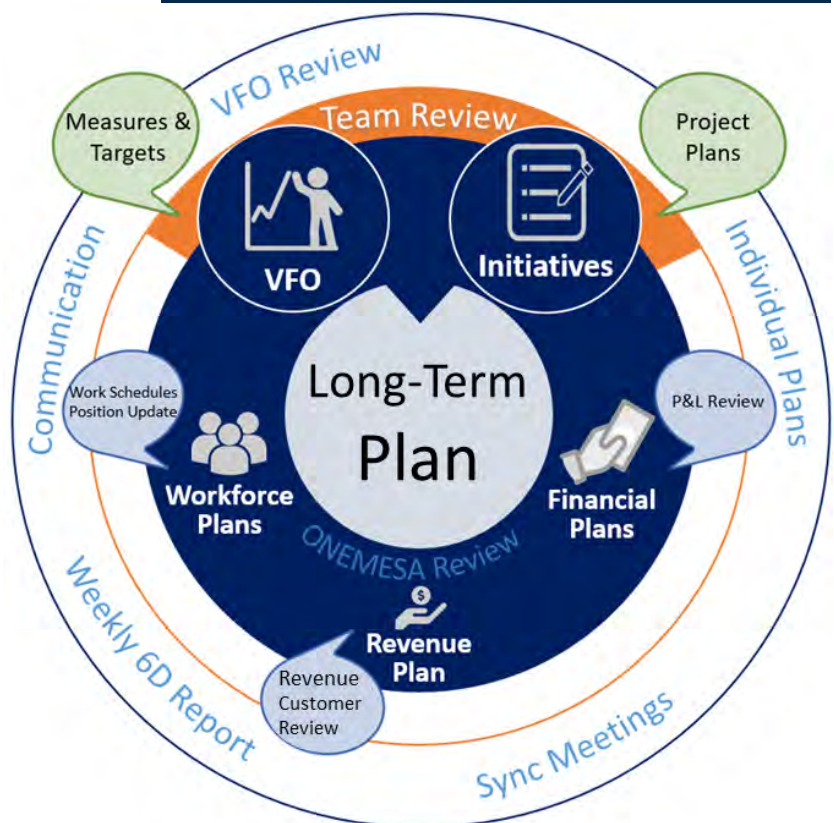 VFO Review
Team Review
Measures &
Targets
Project
Plans
VFO
Initiatives
Communication
Individual Plans
Long-Term
Plan
Work Schedules
Position Update
P&L Review
Workforce
Plans
Financial
Plans
ONEMESA Review
$
Revenue
Plan
Weekly 6D Report
Revenue
Customer
Review
Sync Meetings